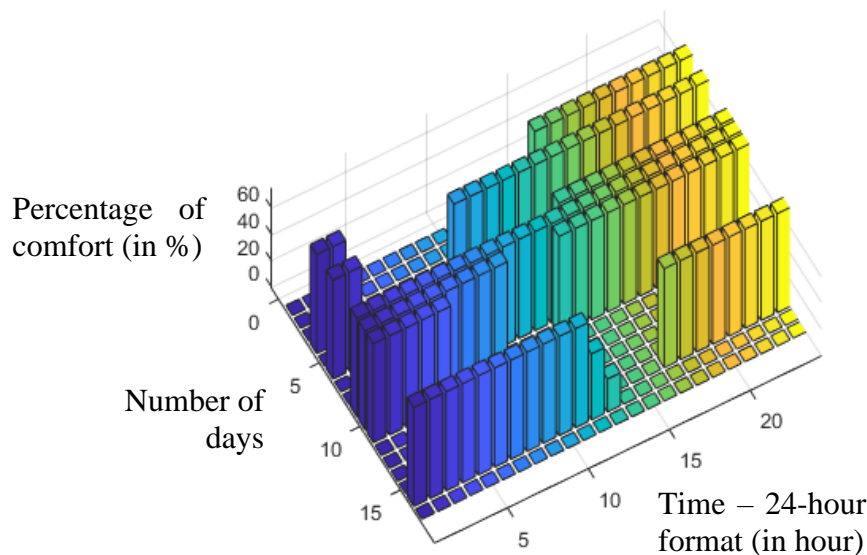 Percentage of
comfort (in %)
60
40
20
0
0
5
10
15
Number of
days
5
10
15
20
Time – 24-hour
format (in hour)